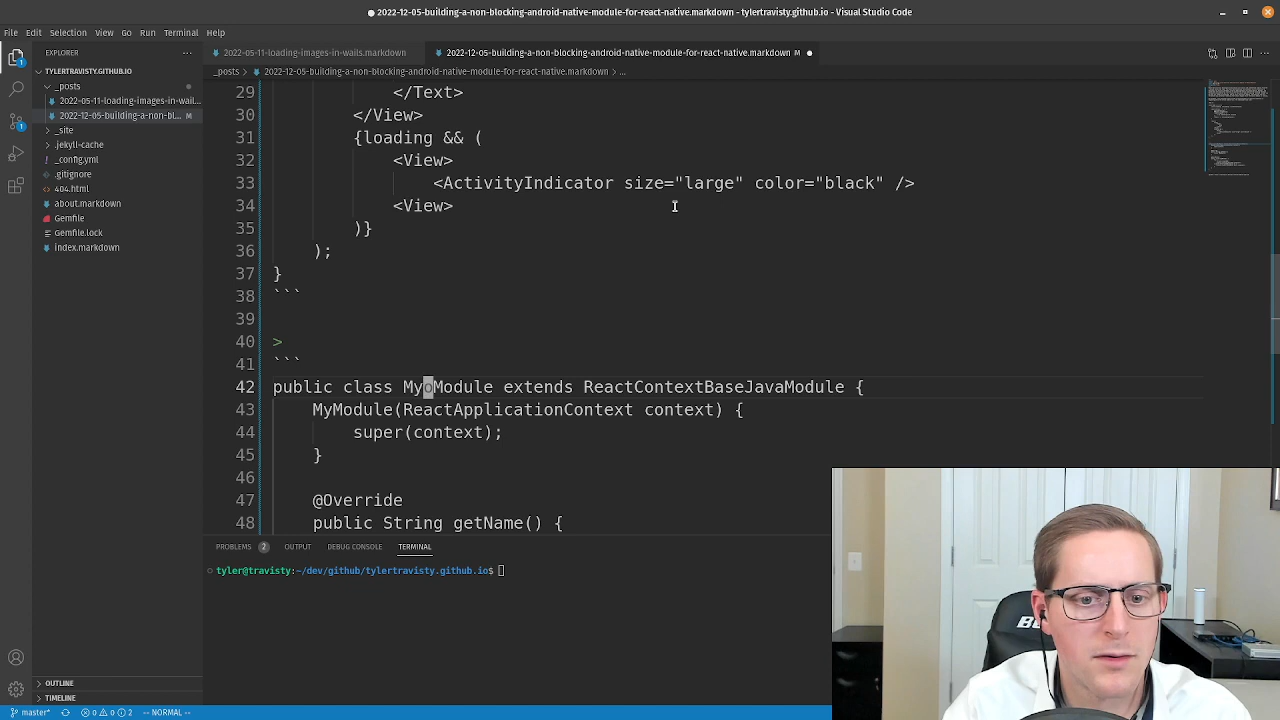 ● 2022-12-05-building-a-non-blocking-android-native-module-for-react-native.markdown - tylertravisty.github.io - Visual Studio Code
File Edit Selection View Go Run Terminal Help
EXPLORER
2022-05-11-loading-images-in-wails.markdown
2022-12-05-building-a-non-blocking-android-native-module-for-react-native.markdown M ●
TYLERTRAVISTY.GITHUB.IO
_posts > 2022-12-05-building-a-non-blocking-android-native-module-for-react-native.markdown > ...
_posts
2022-05-11-loading-images-in-wail...
2022-12-05-building-a-non-bl... M
_site
.jekyll-cache
_config.yml
.gitignore
404.html
about.markdown
Gemfile
Gemfile.lock
index.markdown
29 </Text>
30 </View>
31 {loading && (
32 <View>
33 <ActivityIndicator size="large" color="black" />
34 <View>
35 )}
36 );
37 }
38 ```
39
40 >
41 ```
42 public class MyoModule extends ReactContextBaseJavaModule {
43 MyModule(ReactApplicationContext context) {
44 super(context);
45 }
46
47 @Override
48 public String getName() {
PROBLEMS 2 OUTPUT DEBUG CONSOLE TERMINAL
tyler@travisty:~/dev/github/tylertravisty.github.io$
OUTLINE
TIMELINE
master* 0 0 2 -- NORMAL --